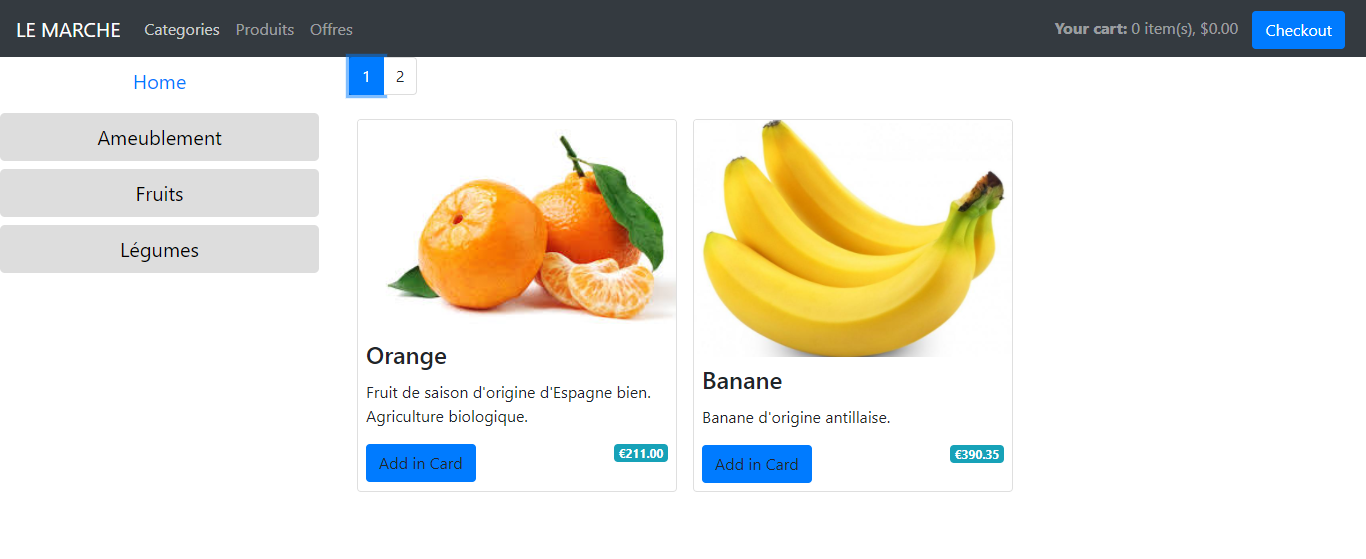 LE MARCHE Categories Produits Offres Your cart: 0 item(s), $0.00 Checkout
Home
Ameublement
Fruits
Légumes
1 2
Orange
Fruit de saison d'origine d'Espagne bien.
Agriculture biologique.
Add in Card €211.00
Banane
Banane d'origine antillaise.
Add in Card €390.35